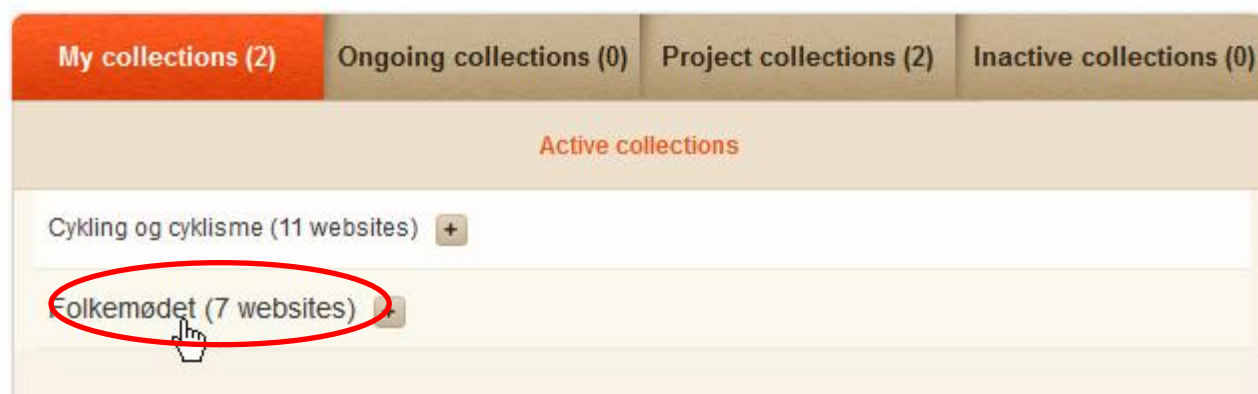 My collections (2) Ongoing collections (0) Project collections (2) Inactive collections (0)
Active collections
Cykling og cyklisme (11 websites) +
Folkemødet (7 websites) +